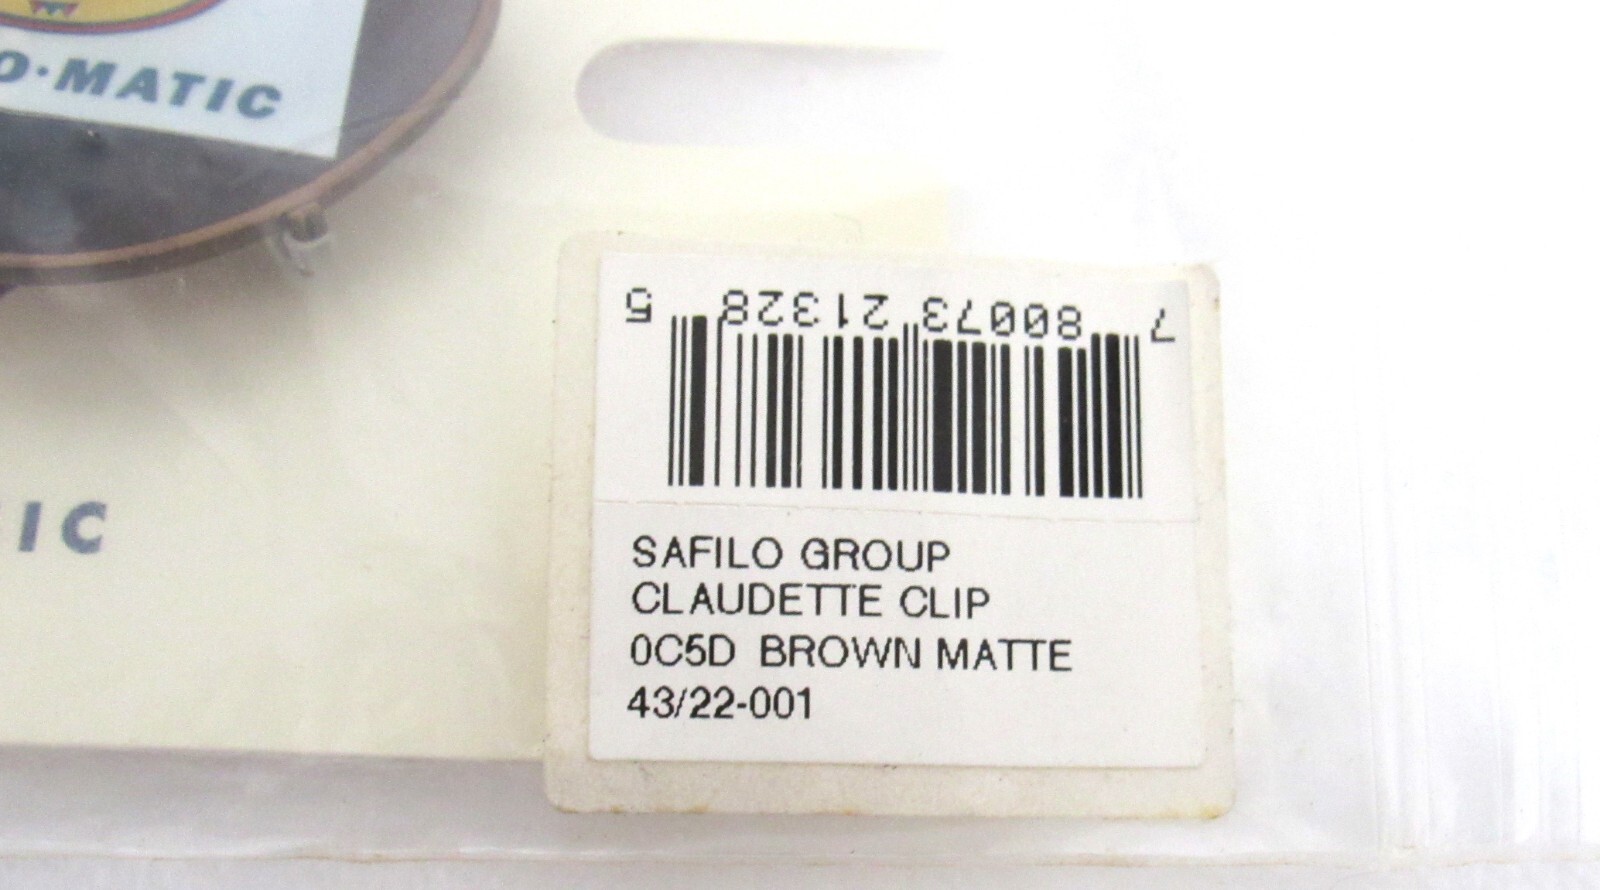 O·MATIC
7 80073 21328 5
IC
SAFILO GROUP
CLAUDETTE CLIP
0C5D BROWN MATTE
43/22-001